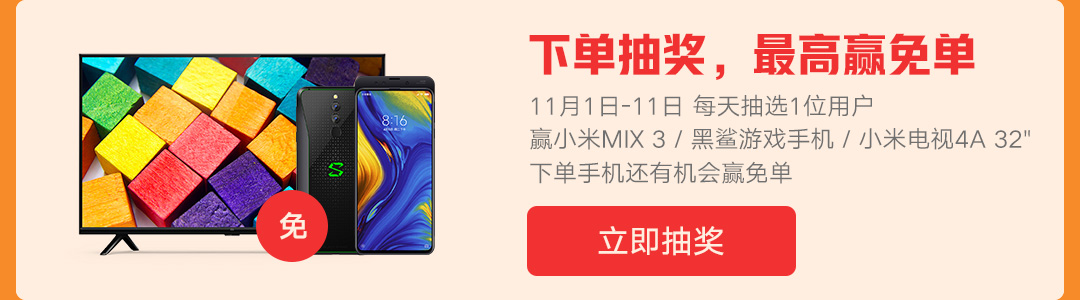 下单抽奖，最高赢免单
11月1日-11日 每天抽选1位用户
赢小米MIX 3 / 黑鲨游戏手机 / 小米电视4A 32"
下单手机还有机会赢免单
立即抽奖
免
8:16